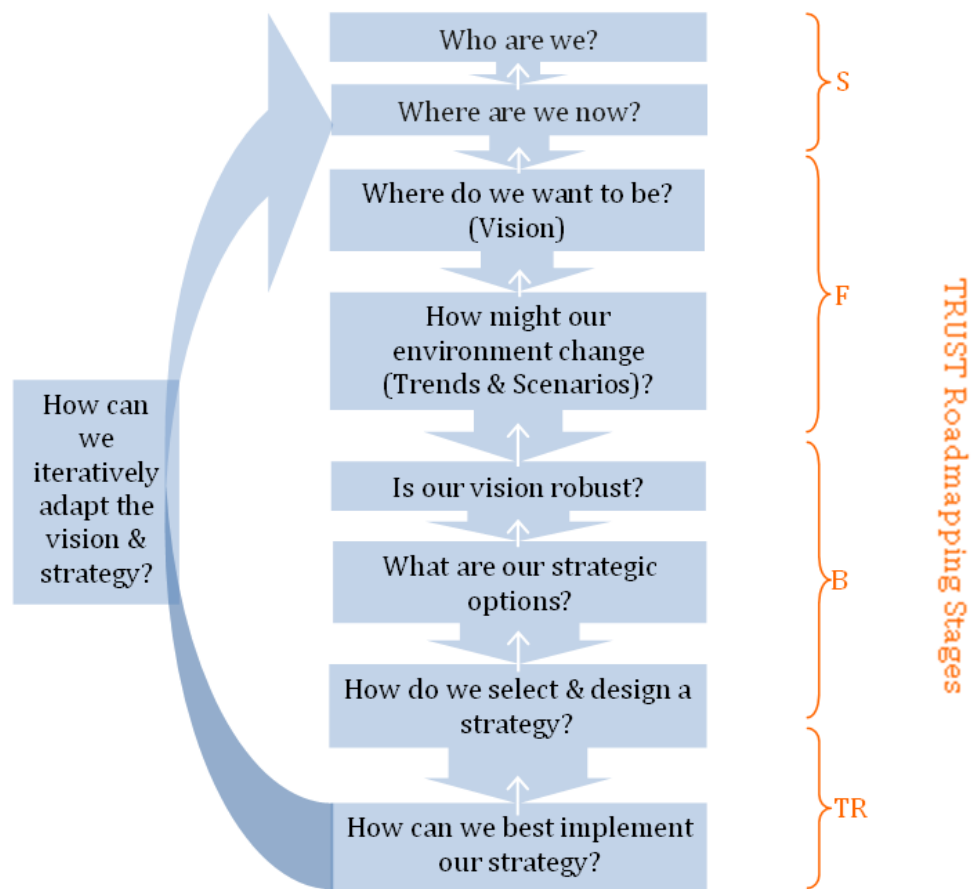 Who are we?
Where are we now?
Where do we want to be?
(Vision)
How might our
environment change
(Trends & Scenarios)?
Is our vision robust?
What are our strategic
options?
How do we select & design a
strategy?
How can we best implement
our strategy?
How can
we
iteratively
adapt the
vision &
strategy?
S
F
B
TR
TRUST Roadmapping Stages